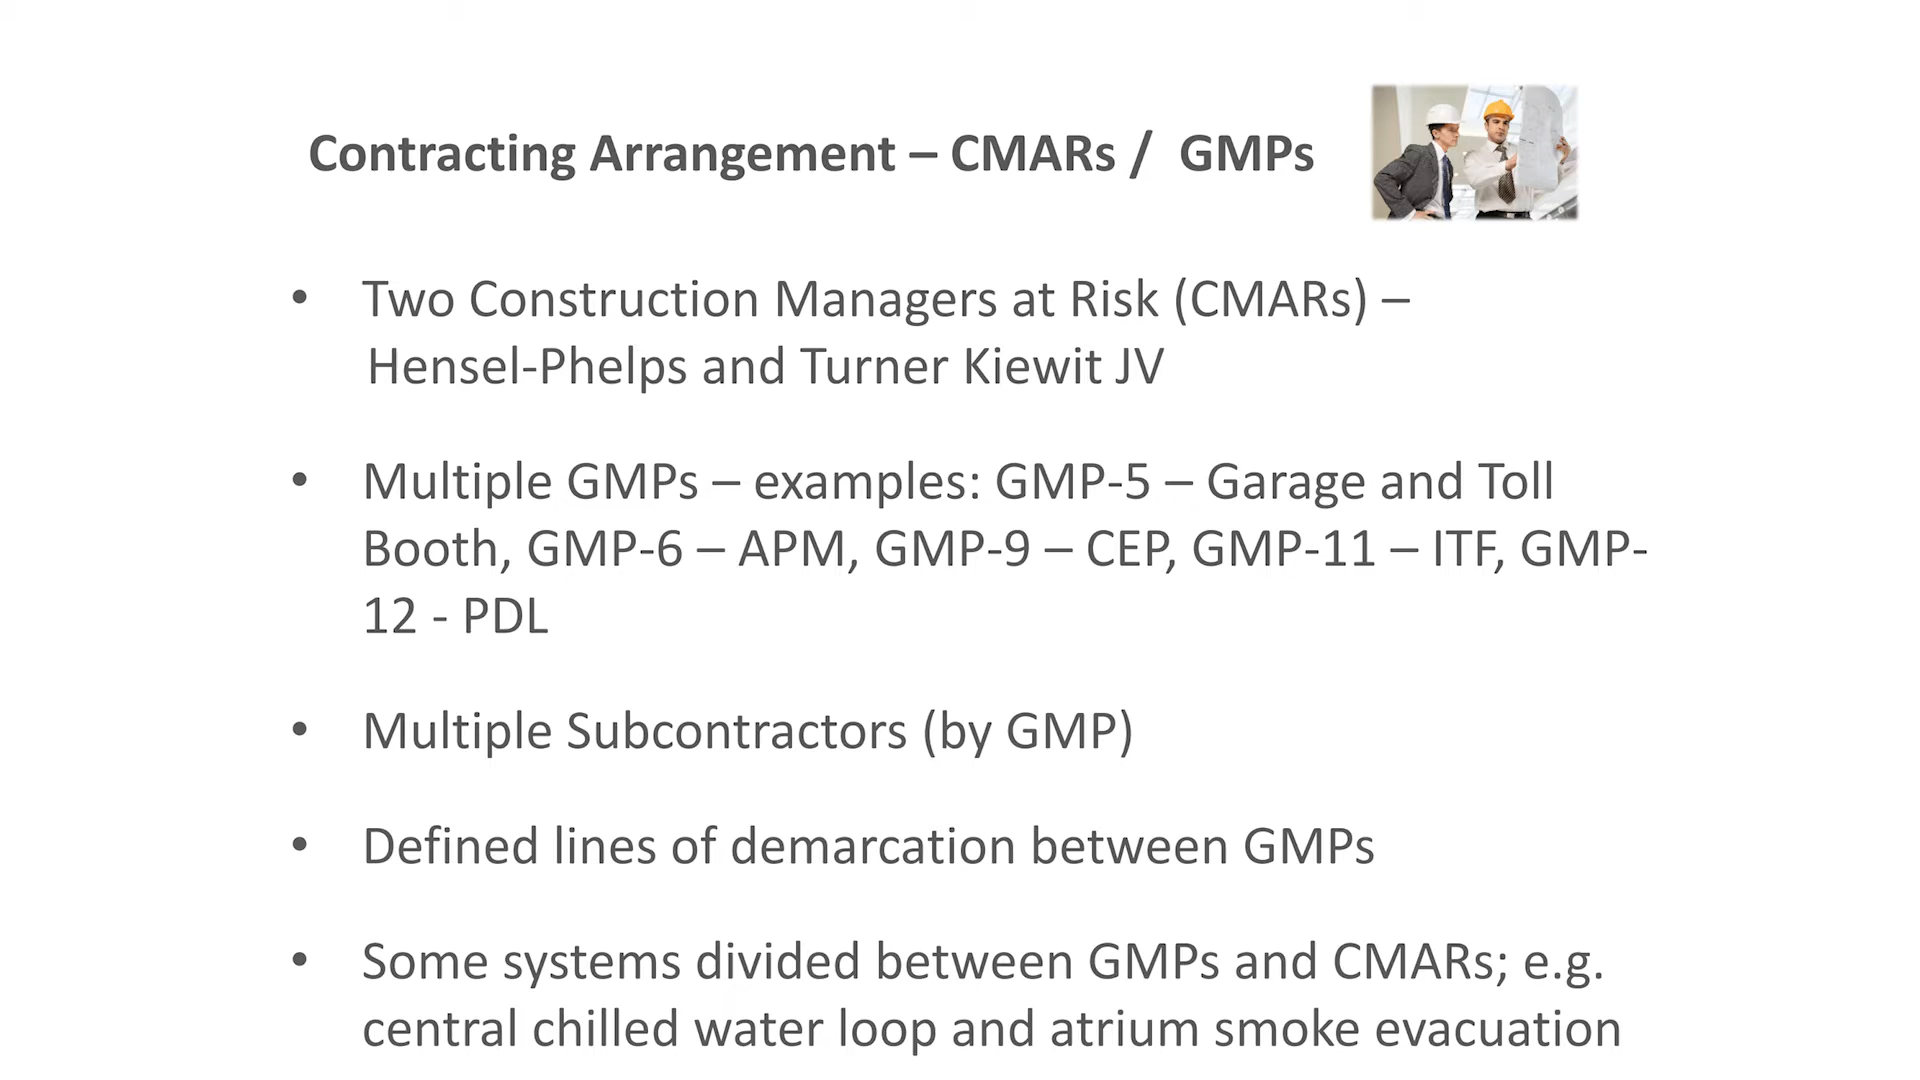 Contracting Arrangement – CMARs /  GMPs
• Two Construction Managers at Risk (CMARs) –
Hensel-Phelps and Turner Kiewit JV
• Multiple GMPs – examples: GMP-5 – Garage and Toll
Booth, GMP-6 – APM, GMP-9 – CEP, GMP-11 – ITF, GMP-
12 - PDL
• Multiple Subcontractors (by GMP)
• Defined lines of demarcation between GMPs
• Some systems divided between GMPs and CMARs; e.g.
central chilled water loop and atrium smoke evacuation